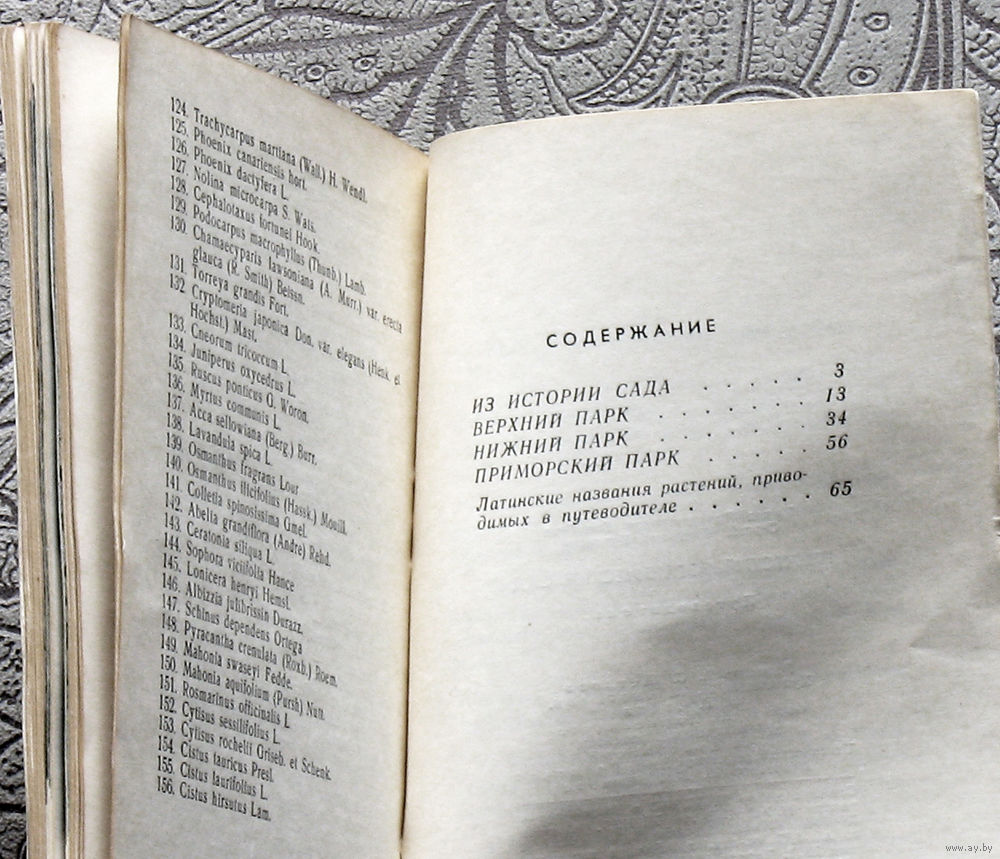 124. Trachycarpus martiana (Wall.) H. Wendl.
125. Phoenix canariensis hort.
126. Phoenix dactyfera L.
127. Nolina microcarpa S. Wats.
128. Cephalotaxus fortunei Hook.
129. Podocarpus macrophyllus (Thunb.) Lamb.
130. Chamaecyparis lawsoniana (A. Murr.) var. erecta
glauca (R. Smith) Beissn.
131. Torreya grandis Fort.
132. Cryptomeria japonica Don. var. elegans (Henk. et
Hochst.) Mast.
133. Cneorum tricoccum L.
134. Juniperus oxycedrus L.
135. Ruscus ponticus G. Woron.
136. Myrtus communis L.
137. Acca sellowiana (Berg.) Burr.
138. Lavandula spica L.
139. Osmanthus fragrans Lour
140. Osmanthus ilicifolius (Hassk.) Mouill.
141. Colletia spinosissima Gmel.
142. Abelia grandiflora (Andre) Rehd.
143. Ceratonia siliqua L.
144. Sophora viciifolia Hance
145. Lonicera henryi Hemsl.
146. Albizzia julibrissin Durazz.
147. Schinus dependens Ortega
148. Pyracantha crenulata (Roxb.) Roem.
149. Mahonia swaseyi Fedde.
150. Mahonia aquifolium (Pursh) Nutt.
151. Rosmarinus officinalis L.
152. Cytisus sessilifolius L.
153. Cytisus rochelii Griseb. et Schenk.
154. Cistus tauricus Presl.
155. Cistus laurifolius L.
156. Cistus hirsutus Lam.
СОДЕРЖАНИЕ
ИЗ ИСТОРИИ САДА . . . . . 3
ВЕРХНИЙ ПАРК . . . . . . 13
НИЖНИЙ ПАРК . . . . . . 34
ПРИМОРСКИЙ ПАРК . . . . . 56
Латинские названия растений, приво-
димых в путеводителе . . . . . . 65
www.ay.by